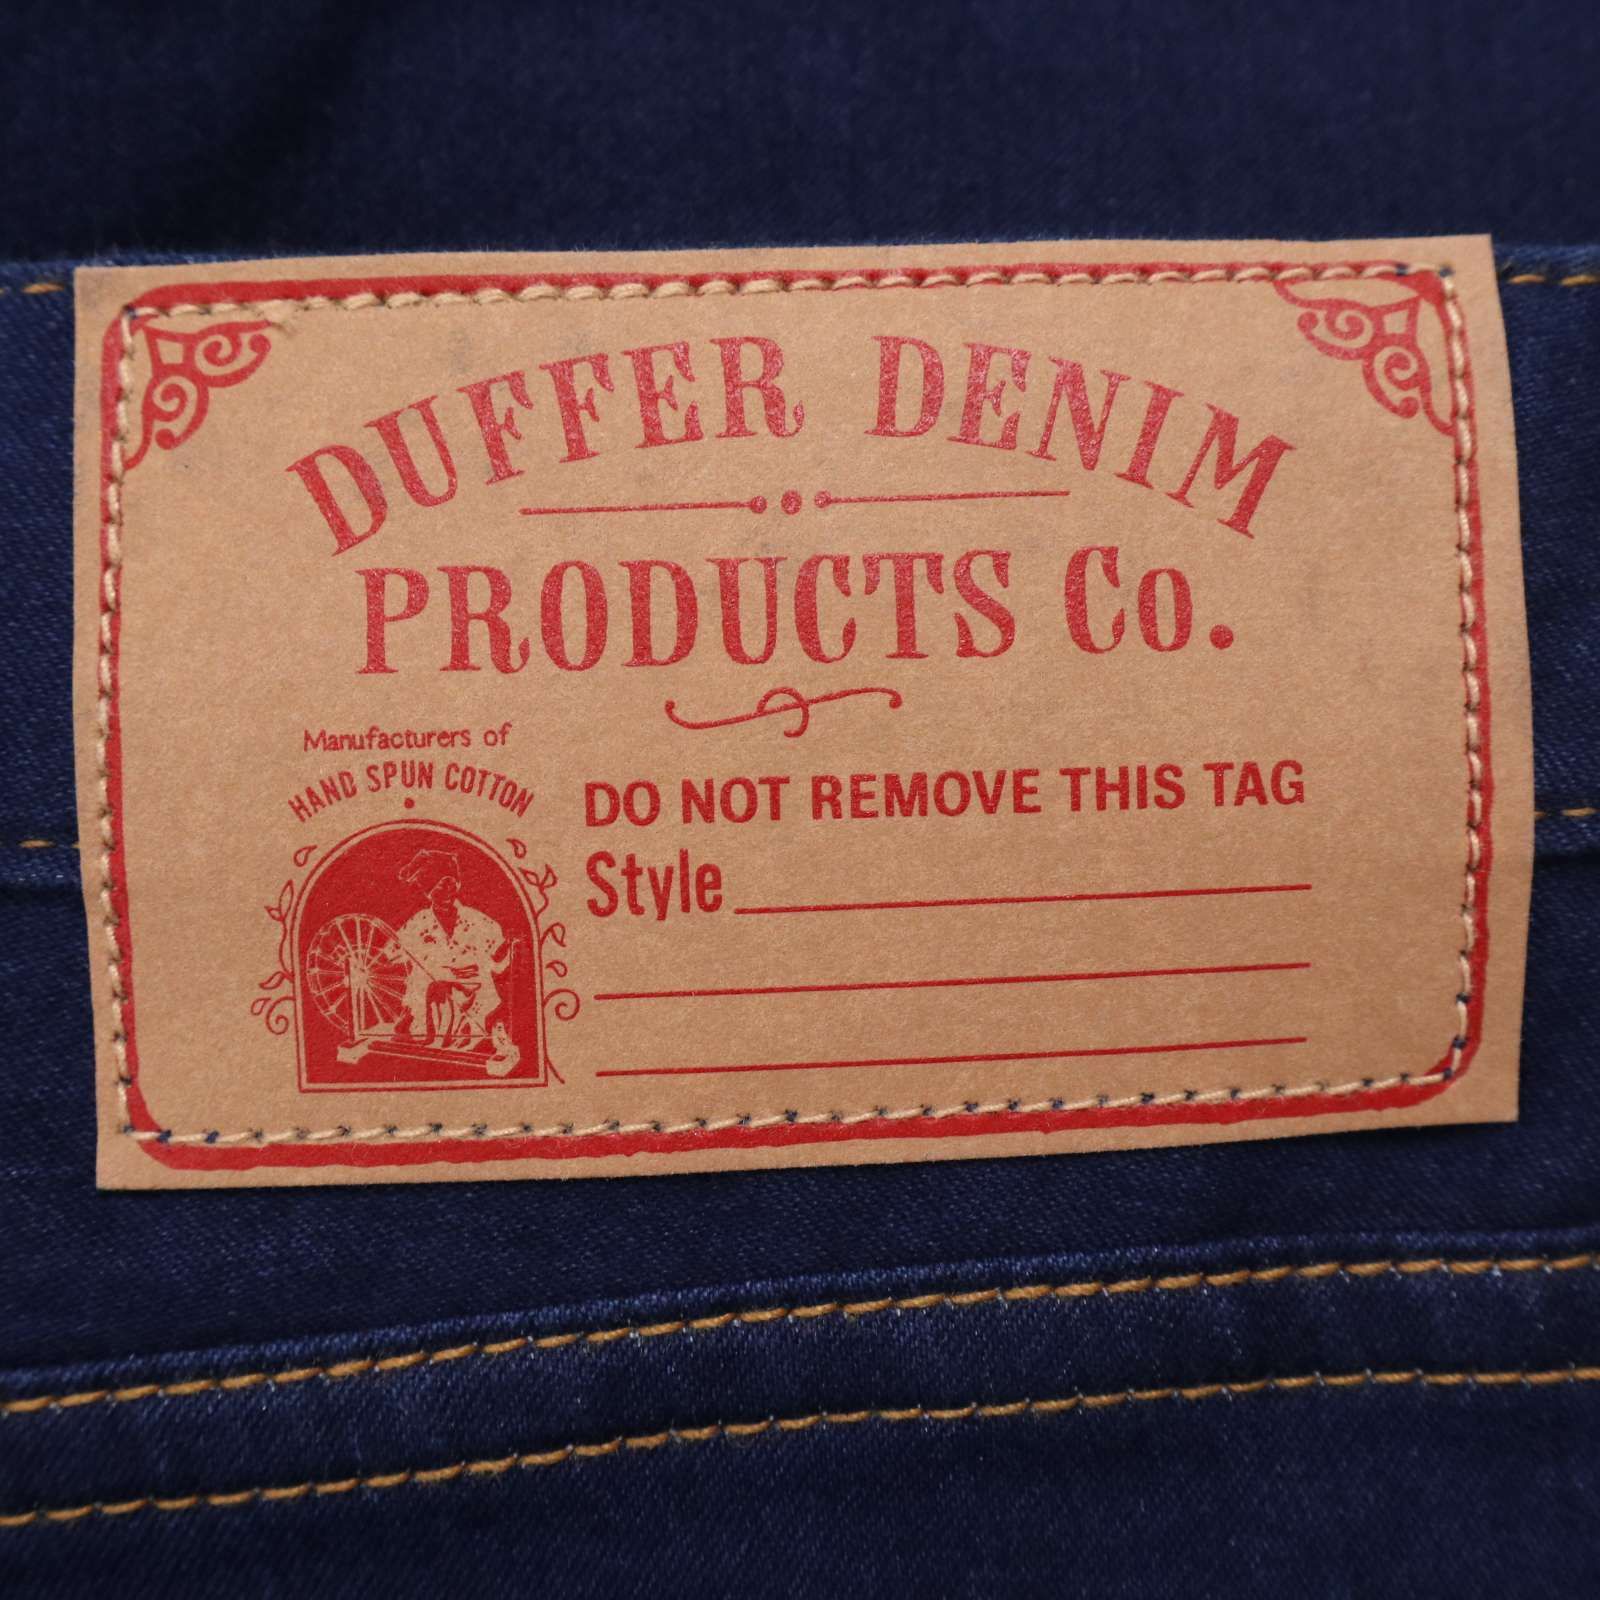 DUFFER DENIM
PRODUCTS Co.
Manufacturers of
HAND SPUN COTTON
DO NOT REMOVE THIS TAG
Style